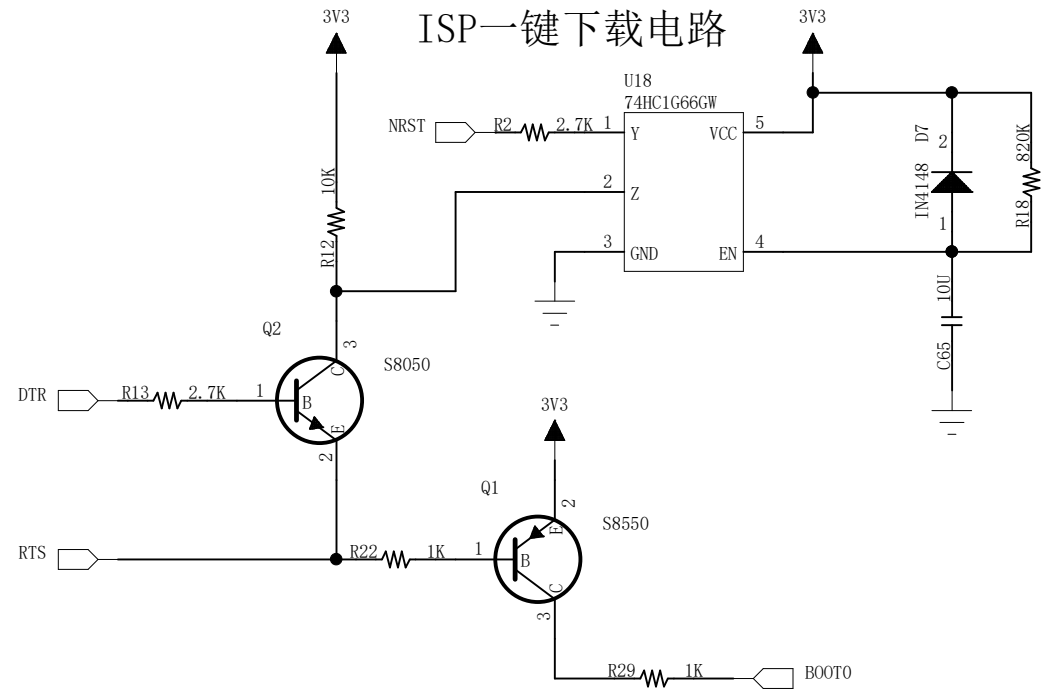 ISP一键下载电路
3V3
3V3
U18
74HC1G66GW
NRST
R2
2.7K
1
Y
VCC
5
2
Z
3
GND
EN
4
IN4148 D7
2
1
R18
820K
10K
R12
10U
C65
Q2
3
C
S8050
DTR
R13
2.7K
1
B
E
2
3V3
Q1
2
E
S8550
RTS
R22
1K
1
B
C
3
R29
1K
BOOT0